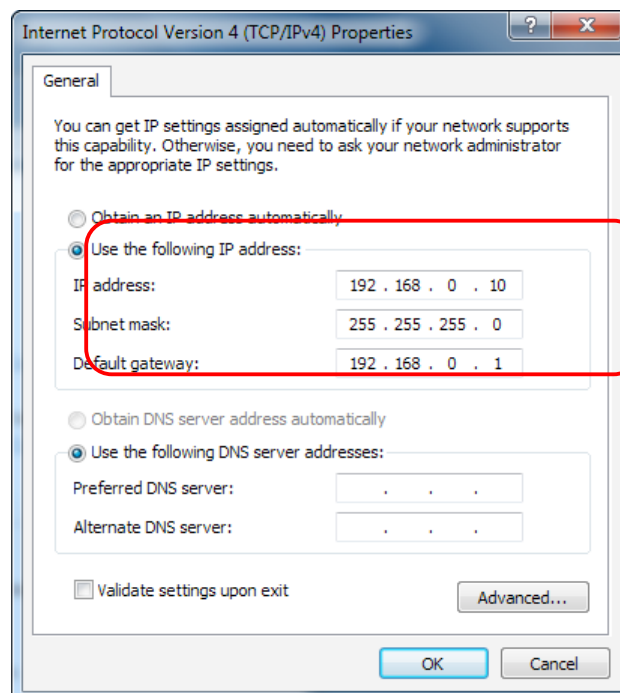 Internet Protocol Version 4 (TCP/IPv4) Properties
?
X
General
You can get IP settings assigned automatically if your network supports
this capability. Otherwise, you need to ask your network administrator
for the appropriate IP settings.
Obtain an IP address automatically
Use the following IP address:
IP address: 192 . 168 . 0 . 10
Subnet mask: 255 . 255 . 255 . 0
Default gateway: 192 . 168 . 0 . 1
Obtain DNS server address automatically
Use the following DNS server addresses:
Preferred DNS server: . . .
Alternate DNS server: . . .
Validate settings upon exit
Advanced...
OK Cancel